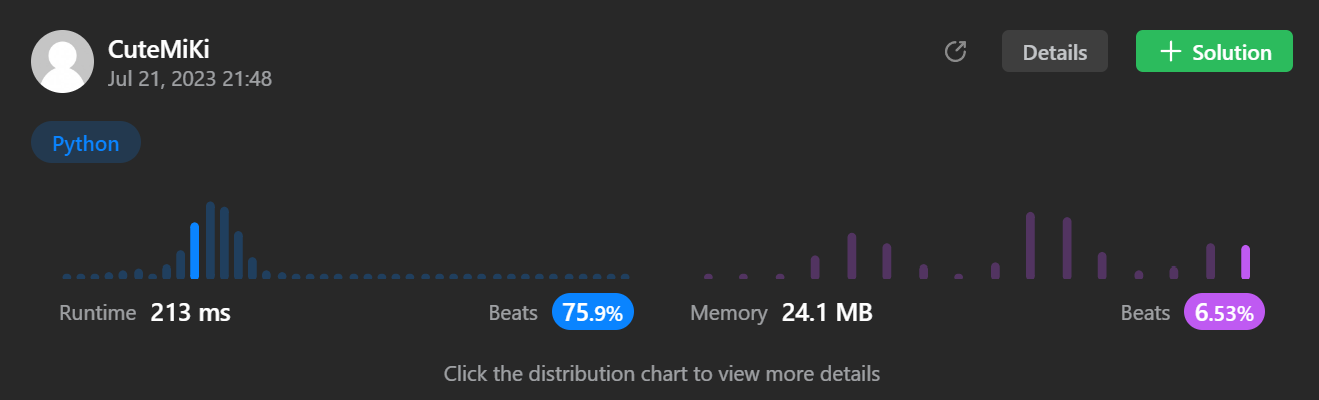 CuteMiKi
Jul 21, 2023 21:48
Details
+ Solution
Python
Runtime 213 ms Beats 75.9%
Memory 24.1 MB Beats 6.53%
Click the distribution chart to view more details